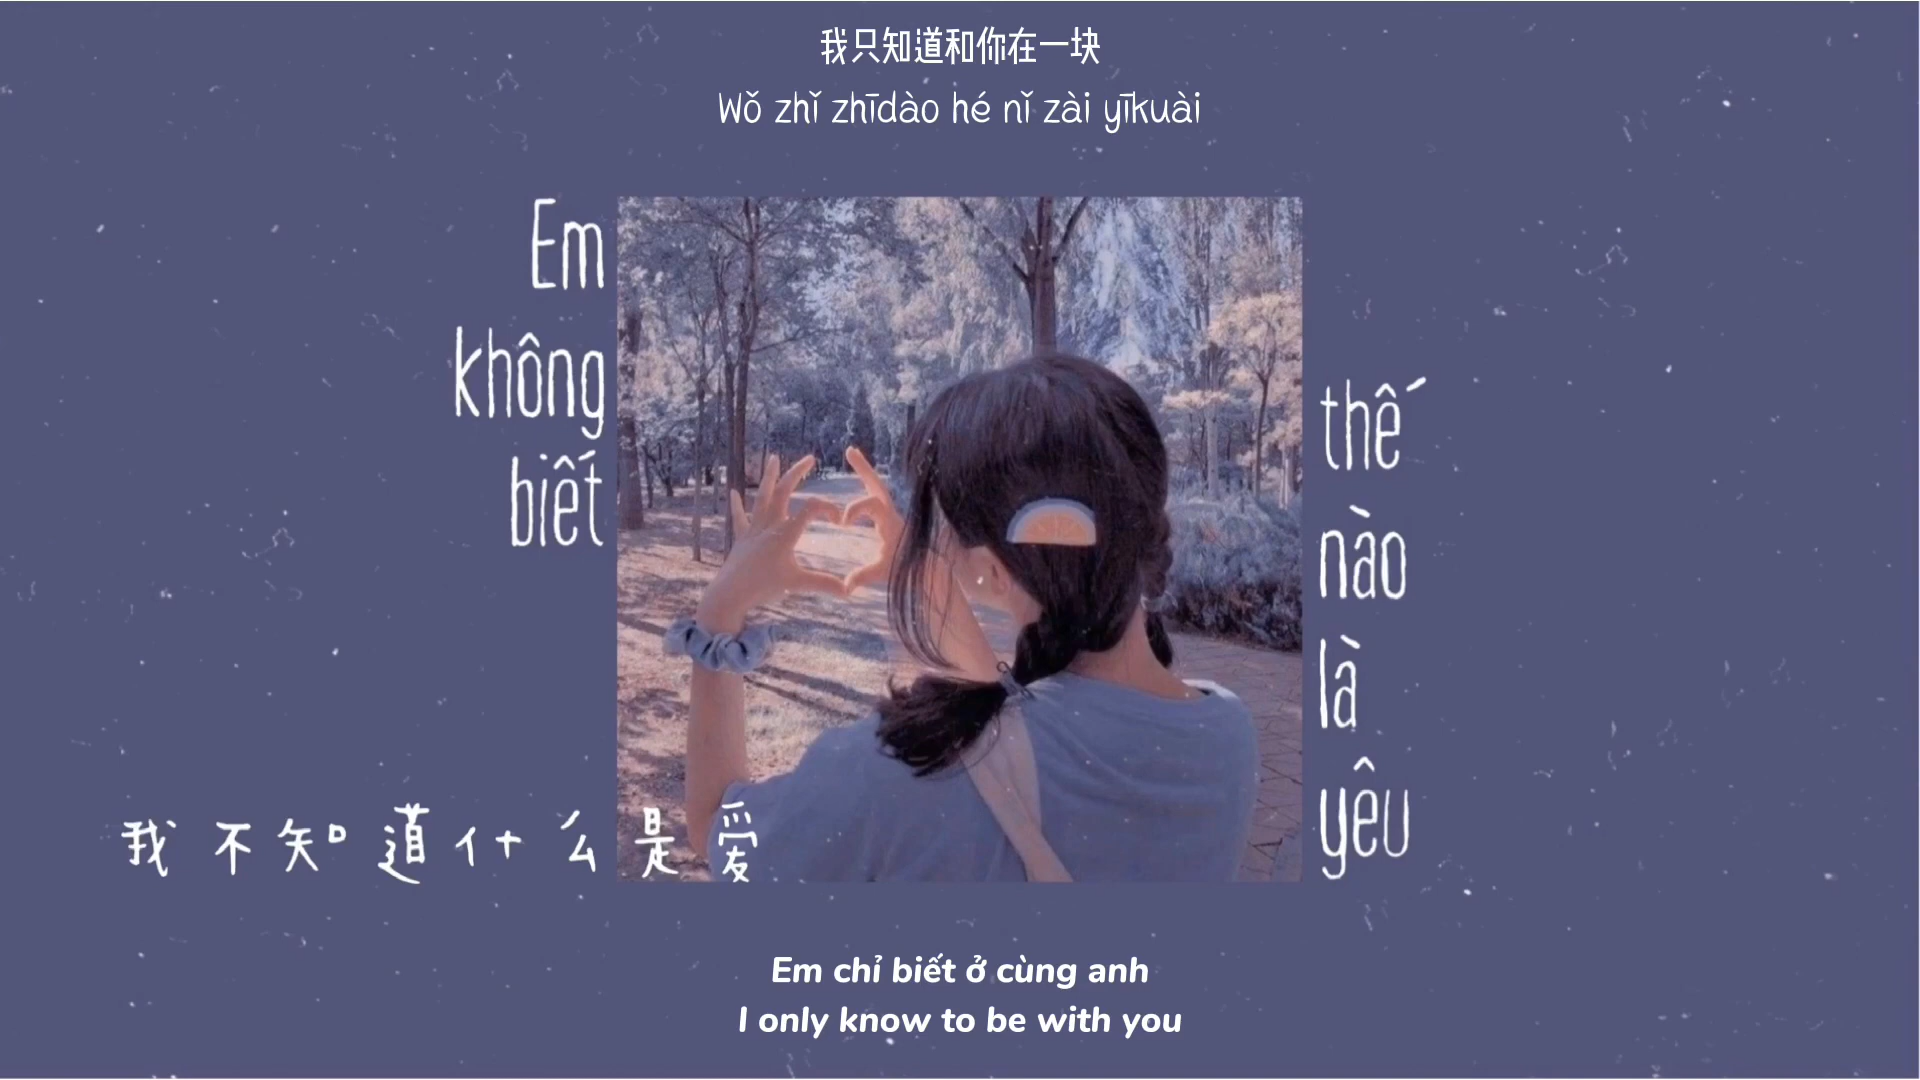 我只知道和你在一块
Wǒ zhǐ zhīdào hé nǐ zài yīkuài
Em
không
biết
thế
nào
là
yêu
我不知道什么是爱
Em chỉ biết ở cùng anh
I only know to be with you